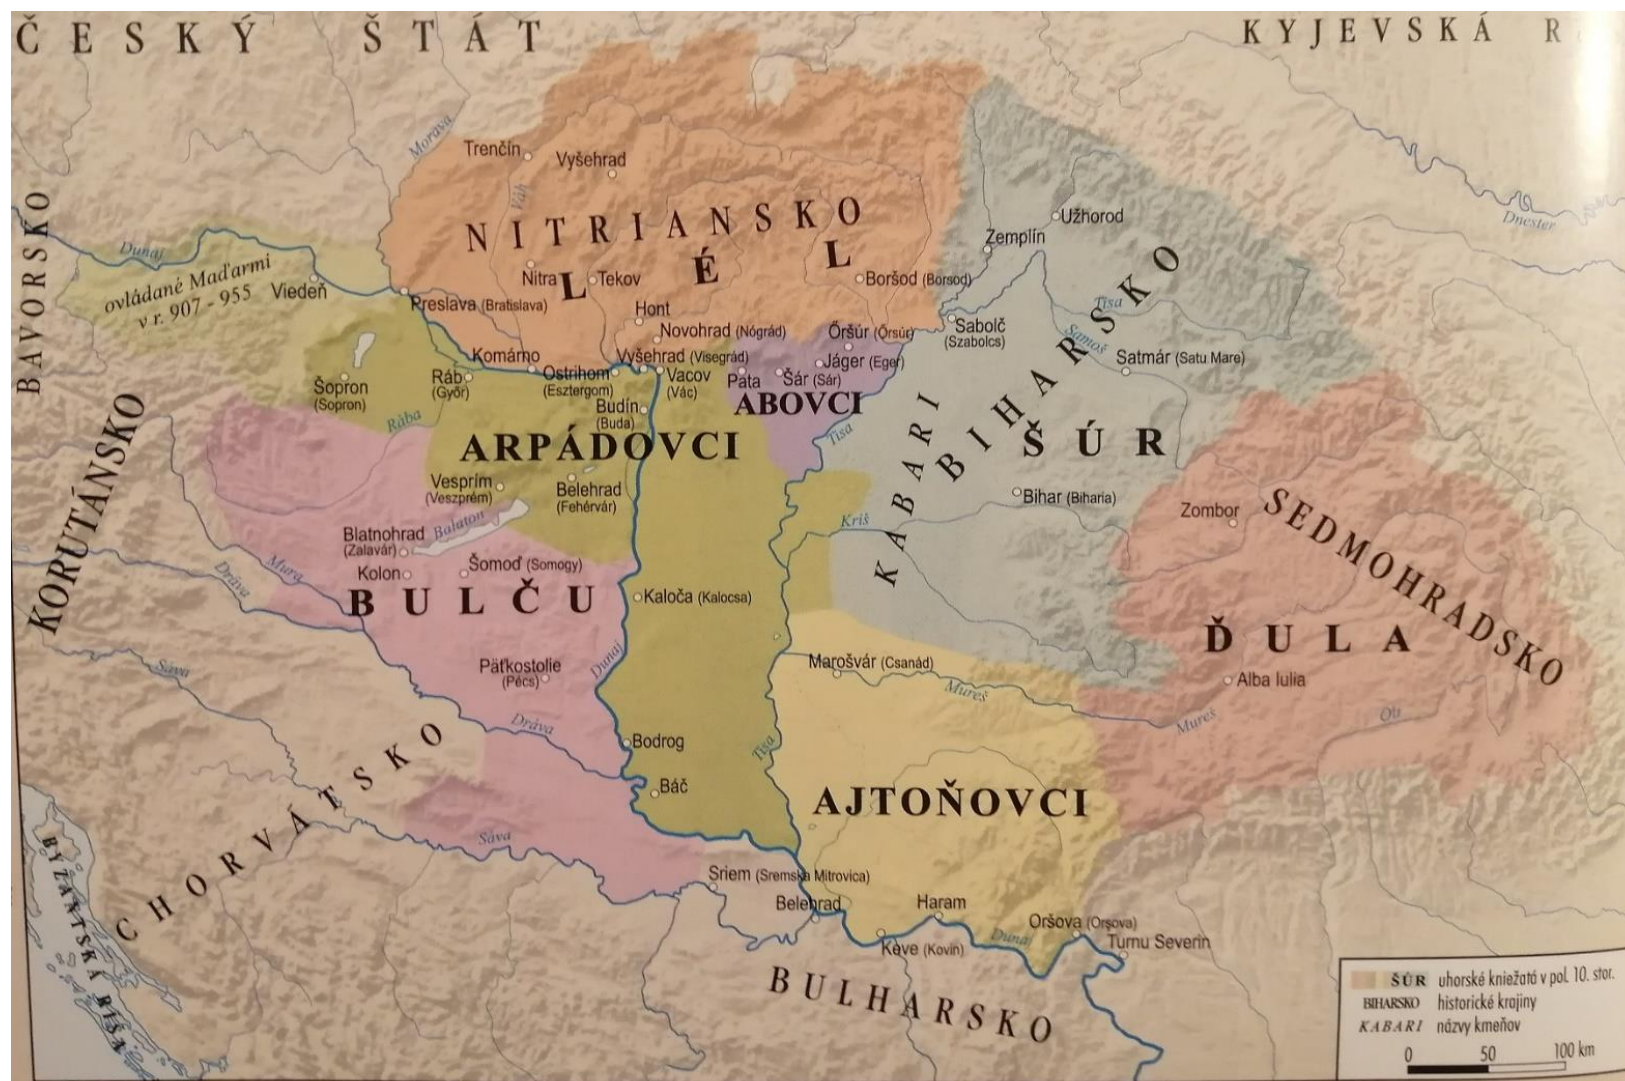 ČESKÝ ŠTÁT
KYJEVSKÁ R
BAVORSKO
Morava
Trenčín
Vyšehrad
Váh
NITRIANSKO
LÉL
Užhorod
Zemplín
Dnester
Dunaj
ovládané Maďarmi
v r. 907 - 955
Viedeň
Nitra
Tekov
Boršod (Borsod)
Preslava (Bratislava)
Hont
Novohrad (Nógrád)
Őršúr (Őrsúr)
Sabolč
(Szabolcs)
Tisa
Samoš
Satmár (Satu Mare)
Komárno
Vyšehrad (Visegrád)
Jáger (Eger)
Šopron
(Sopron)
Ráb
(Győr)
Ostrihom
(Esztergom)
Vacov
(Vác)
Pata
Šár (Sár)
ABOVCI
Budín
(Buda)
Rába
Tisa
KABARI
BIHARSKO
ŠÚR
ARPÁDOVCI
KORUTÁNSKO
Vesprím
(Veszprém)
Belehrad
(Fehérvár)
Bihar (Biharia)
Zombor
SEDMOHRADSKO
Kriš
Blatnohrad
(Zalavár)
Balaton
Kolon
Šomoď (Somogy)
Mura
Dráva
BULČU
Kaloča (Kalocsa)
ĎULA
Sáva
Päťkostolie
(Pécs)
Dunaj
Marošvár (Csanád)
Mureš
Alba Iulia
Mureš
Olt
Dráva
Bodrog
Tisa
Báč
AJTOŇOVCI
CHORVÁTSKO
Sáva
BYZANTSKÁ RÍŠA
Sriem (Sremska Mitrovica)
Belehrad
Haram
Oršova (Orşova)
Keve (Kovin)
Dunaj
Turnu Severin
BULHARSKO
ŠÚR uhorské kniežatá v pol. 10. stor.
BIHARSKO historické krajiny
KABARI názvy kmeňov
0 50 100 km